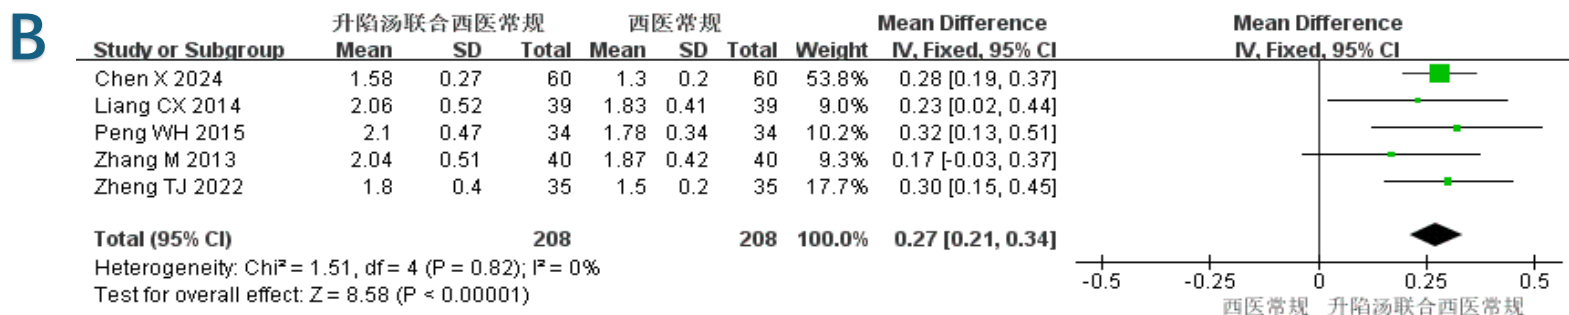 B
升陷汤联合西医常规 西医常规 Mean Difference Mean Difference
Study or Subgroup Mean SD Total Mean SD Total Weight IV, Fixed, 95% CI IV, Fixed, 95% CI
Chen X 2024 1.58 0.27 60 1.3 0.2 60 53.8% 0.28 [0.19, 0.37]
Liang CX 2014 2.06 0.52 39 1.83 0.41 39 9.0% 0.23 [0.02, 0.44]
Peng WH 2015 2.1 0.47 34 1.78 0.34 34 10.2% 0.32 [0.13, 0.51]
Zhang M 2013 2.04 0.51 40 1.87 0.42 40 9.3% 0.17 [-0.03, 0.37]
Zheng TJ 2022 1.8 0.4 35 1.5 0.2 35 17.7% 0.30 [0.15, 0.45]
Total (95% CI) 208 208 100.0% 0.27 [0.21, 0.34]
Heterogeneity: Chi² = 1.51, df = 4 (P = 0.82); I² = 0%
Test for overall effect: Z = 8.58 (P < 0.00001)
-0.5 -0.25 0 0.25 0.5
西医常规 升陷汤联合西医常规